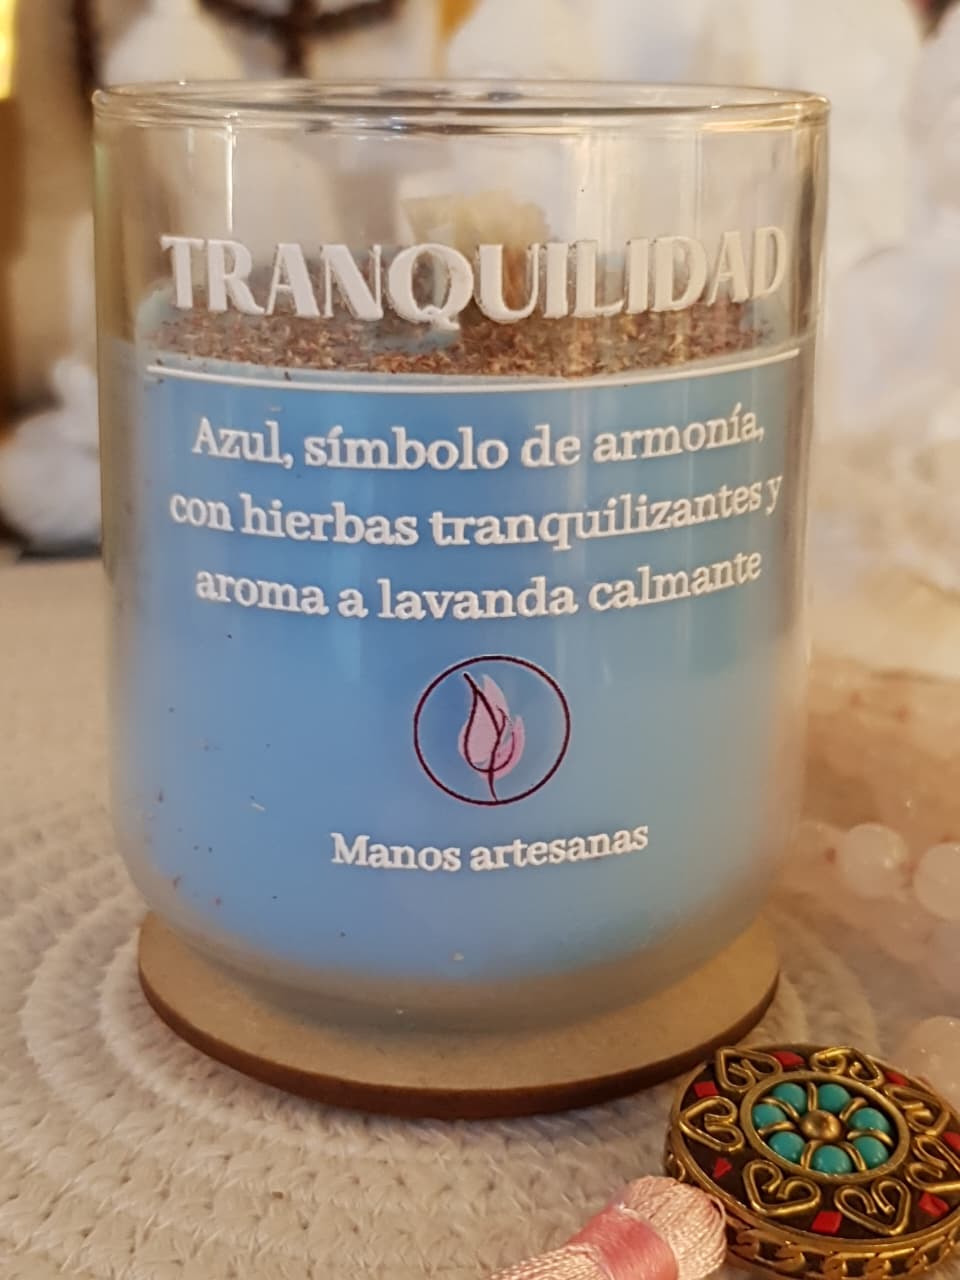 TRANQUILIDAD
Azul, símbolo de armonía,
con hierbas tranquilizantes y
aroma a lavanda calmante
Manos artesanas